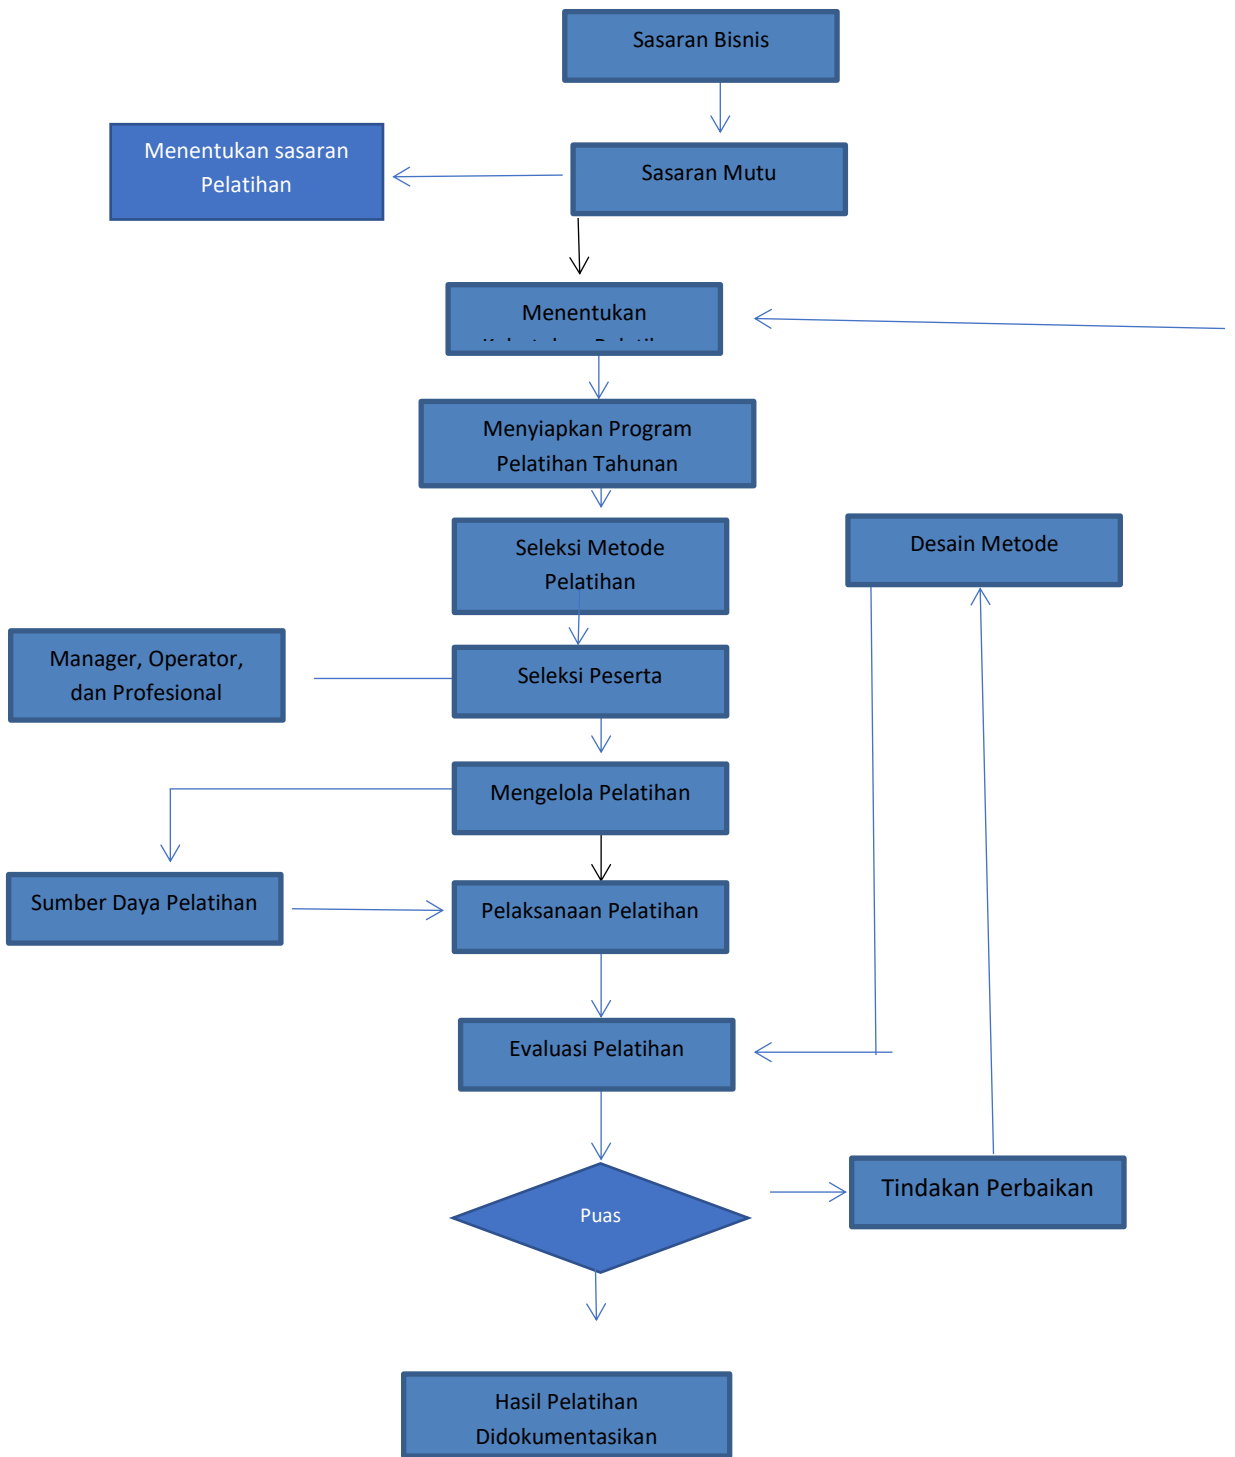 Sasaran Bisnis
Menentukan sasaran
Pelatihan
Sasaran Mutu
Menentukan
Menyiapkan Program
Pelatihan Tahunan
Seleksi Metode
Pelatihan
Desain Metode
Manager, Operator,
dan Profesional
Seleksi Peserta
Mengelola Pelatihan
Sumber Daya Pelatihan
Pelaksanaan Pelatihan
Evaluasi Pelatihan
Puas
Tindakan Perbaikan
Hasil Pelatihan
Didokumentasikan